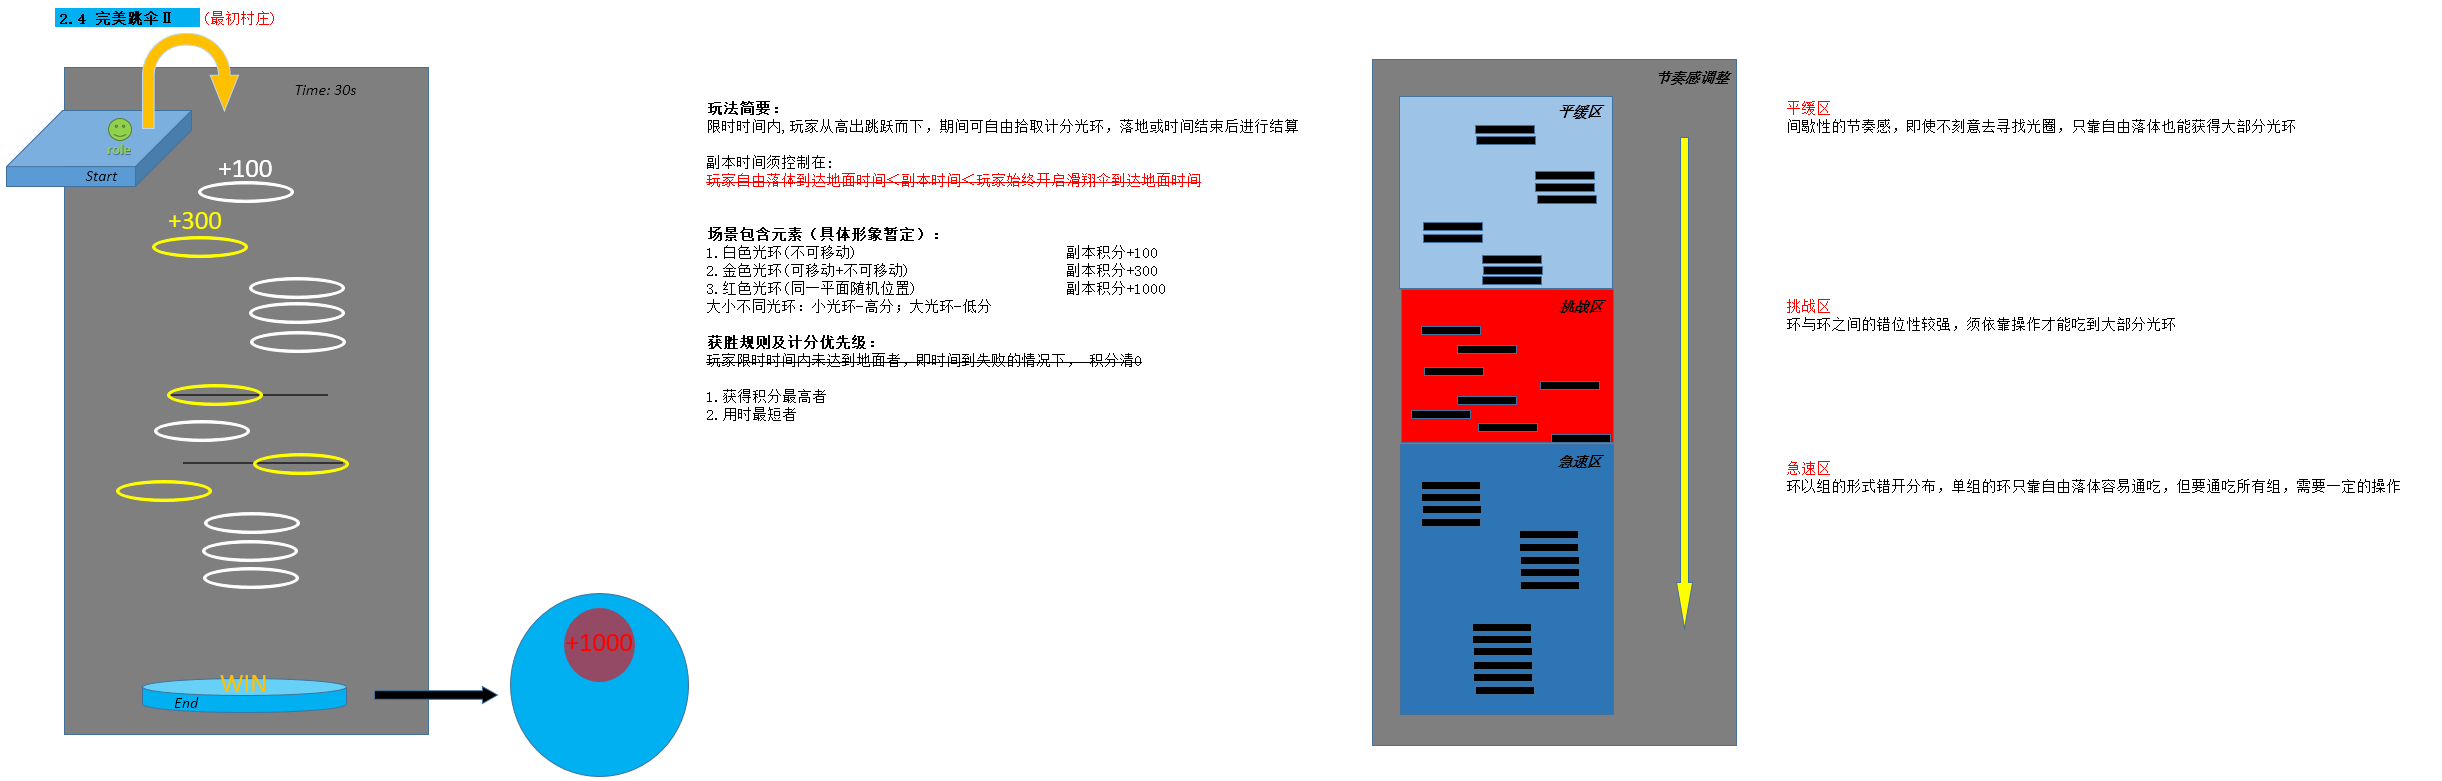 2.4 完美跳伞Ⅱ (最初村庄)
Time: 30s
role
Start
+100
+300
WIN
End
+1000
玩法简要：
限时时间内,玩家从高出跳跃而下，期间可自由拾取计分光环，落地或时间结束后进行结算
副本时间须控制在：
玩家自由落体到达地面时间＜副本时间＜玩家始终开启滑翔伞到达地面时间
场景包含元素（具体形象暂定）：
1.白色光环(不可移动) 副本积分+100
2.金色光环(可移动+不可移动) 副本积分+300
3.红色光环(同一平面随机位置) 副本积分+1000
大小不同光环：小光环-高分；大光环-低分
获胜规则及计分优先级：
玩家限时时间内未达到地面者，即时间到失败的情况下， 积分清0
1.获得积分最高者
2.用时最短者
节奏感调整
平缓区
挑战区
急速区
平缓区
间歇性的节奏感，即使不刻意去寻找光圈，只靠自由落体也能获得大部分光环
挑战区
环与环之间的错位性较强，须依靠操作才能吃到大部分光环
急速区
环以组的形式错开分布，单组的环只靠自由落体容易通吃，但要通吃所有组，需要一定的操作